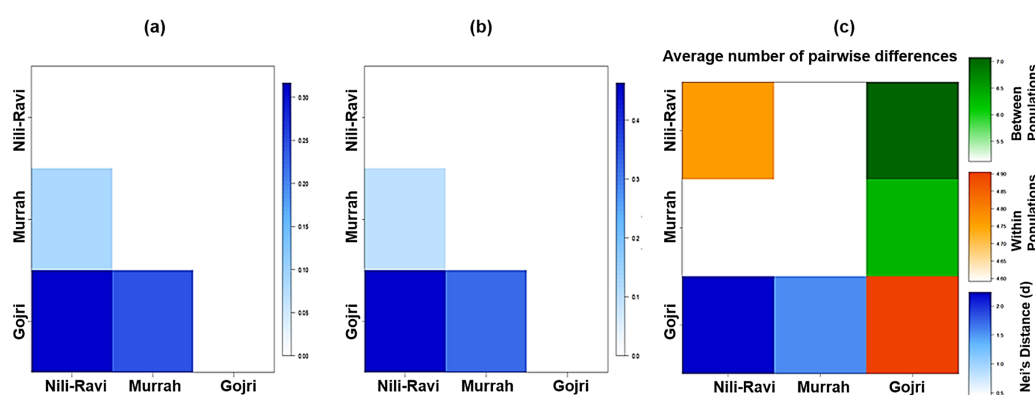 (a)
Nili-Ravi
Murrah
Gojri
Nili-Ravi Murrah Gojri
0.30
0.25
0.20
0.15
0.10
0.05
0.00
(b)
Nili-Ravi
Murrah
Gojri
Nili-Ravi Murrah Gojri
0.4
0.3
0.2
0.1
0.0
(c)
Average number of pairwise differences
Nili-Ravi
Murrah
Gojri
Nili-Ravi Murrah Gojri
7.0
6.5
6.0
5.5
Between
Populations
4.90
4.85
4.80
4.75
4.70
4.65
4.60
Within
Populations
2.0
1.5
1.0
0.5
Nei's Distance (d)